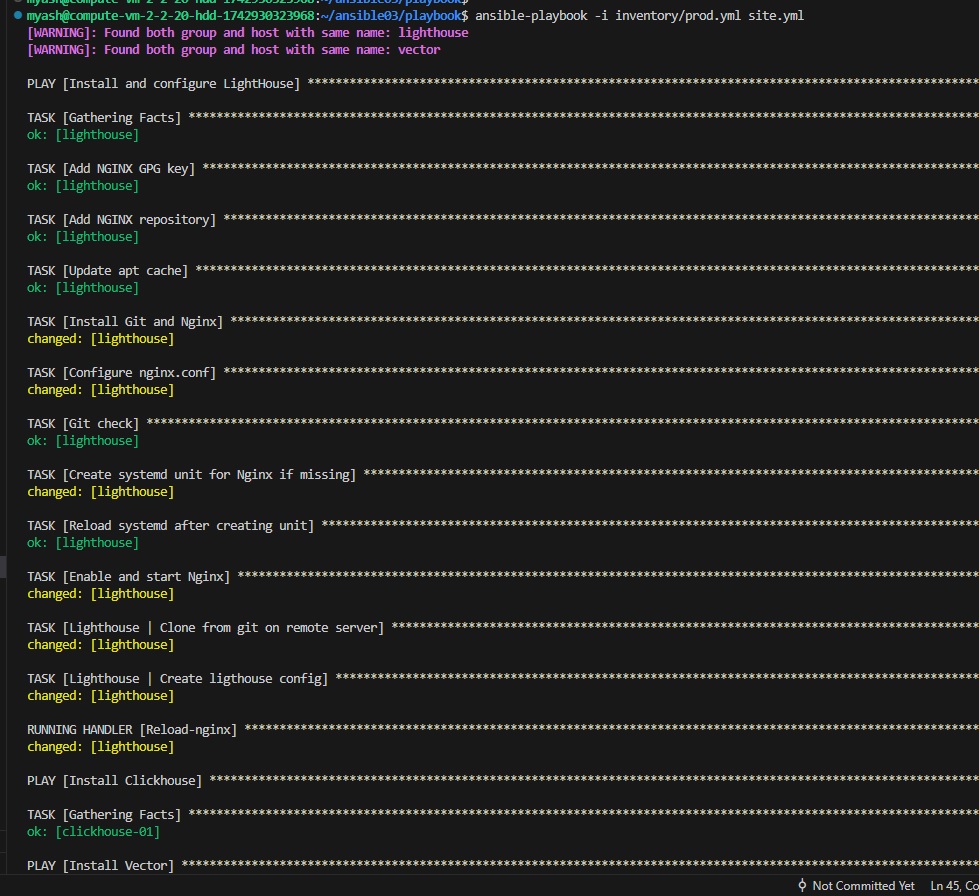 myash@compute-vm-2-2-20-hdd-1742930323968:~/ansible03/playbook$
myash@compute-vm-2-2-20-hdd-1742930323968:~/ansible03/playbook$ ansible-playbook -i inventory/prod.yml site.yml
[WARNING]: Found both group and host with same name: lighthouse
[WARNING]: Found both group and host with same name: vector
PLAY [Install and configure LightHouse] ************************************************************************************************
TASK [Gathering Facts] *****************************************************************************************************************
ok: [lighthouse]
TASK [Add NGINX GPG key] ***************************************************************************************************************
ok: [lighthouse]
TASK [Add NGINX repository] ************************************************************************************************************
ok: [lighthouse]
TASK [Update apt cache] ****************************************************************************************************************
ok: [lighthouse]
TASK [Install Git and Nginx] ***********************************************************************************************************
changed: [lighthouse]
TASK [Configure nginx.conf] ************************************************************************************************************
changed: [lighthouse]
TASK [Git check] ***********************************************************************************************************************
ok: [lighthouse]
TASK [Create systemd unit for Nginx if missing] ****************************************************************************************
changed: [lighthouse]
TASK [Reload systemd after creating unit] **********************************************************************************************
ok: [lighthouse]
TASK [Enable and start Nginx] **********************************************************************************************************
changed: [lighthouse]
TASK [Lighthouse | Clone from git on remote server] ************************************************************************************
changed: [lighthouse]
TASK [Lighthouse | Create ligthouse config] ********************************************************************************************
changed: [lighthouse]
RUNNING HANDLER [Reload-nginx] *********************************************************************************************************
changed: [lighthouse]
PLAY [Install Clickhouse] **************************************************************************************************************
TASK [Gathering Facts] *****************************************************************************************************************
ok: [clickhouse-01]
PLAY [Install Vector] ******************************************************************************************************************
Not Committed Yet Ln 45, Co